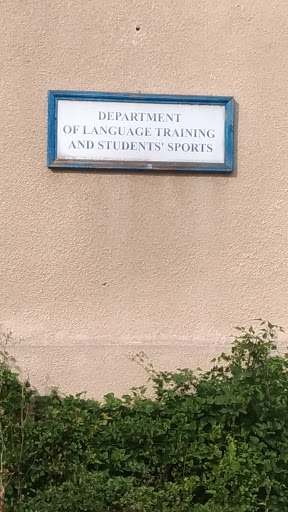 DEPARTMENT
OF LANGUAGE TRAINING
AND STUDENTS' SPORTS